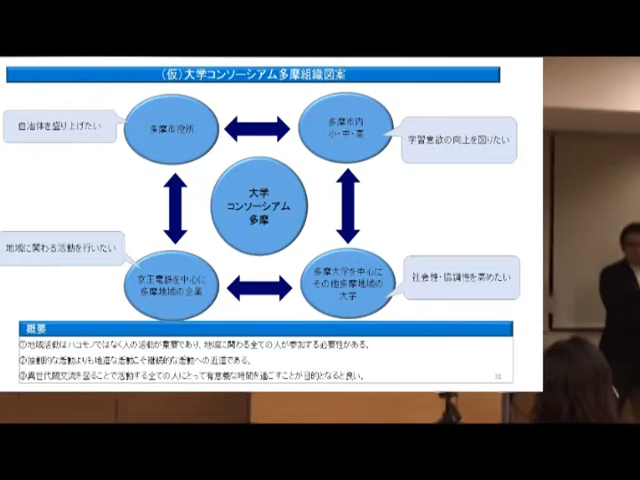 （仮）大学コンソーシアム多摩組織図案
自治体を盛り上げたい
多摩市役所
多摩市内
小・中・高
学習意欲の向上を図りたい
大学
コンソーシアム
多摩
地域に関わる活動を行いたい
京王電鉄を中心に
多摩地域の企業
多摩大学を中心に
その他多摩地域の
大学
社会性・協調性を高めたい
概要
①地域活動はハコモノではなく人の活動が重要であり、地域に関わる全ての人が参加する必要性がある。
②独創的な活動よりも地道な活動こそ継続的な活動への近道である。
③異世代間交流を図ることで活動する全ての人にとって有意義な時間を過ごすことが目的となると良い。
31